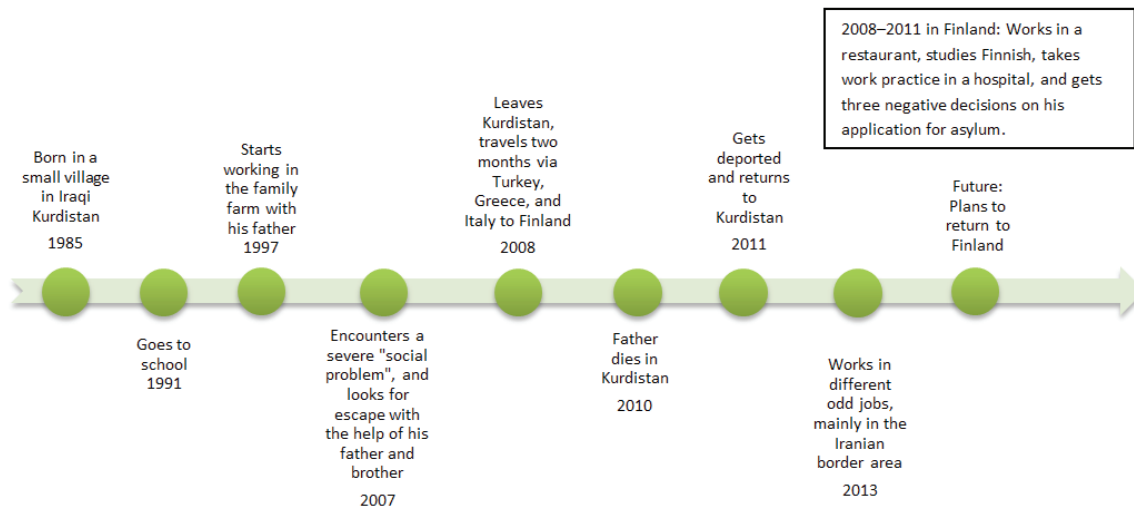 2008–2011 in Finland: Works in a
restaurant, studies Finnish, takes
work practice in a hospital, and gets
three negative decisions on his
application for asylum.
Born in a
small village
in Iraqi
Kurdistan
1985
Goes to
school
1991
Starts
working in
the family
farm with
his father
1997
Encounters a
severe "social
problem", and
looks for
escape with
the help of his
father and
brother
2007
Leaves
Kurdistan,
travels two
months via
Turkey,
Greece, and
Italy to Finland
2008
Father
dies in
Kurdistan
2010
Gets
deported
and returns
to
Kurdistan
2011
Works in
different
odd jobs,
mainly in the
Iranian
border area
2013
Future:
Plans to
return to
Finland